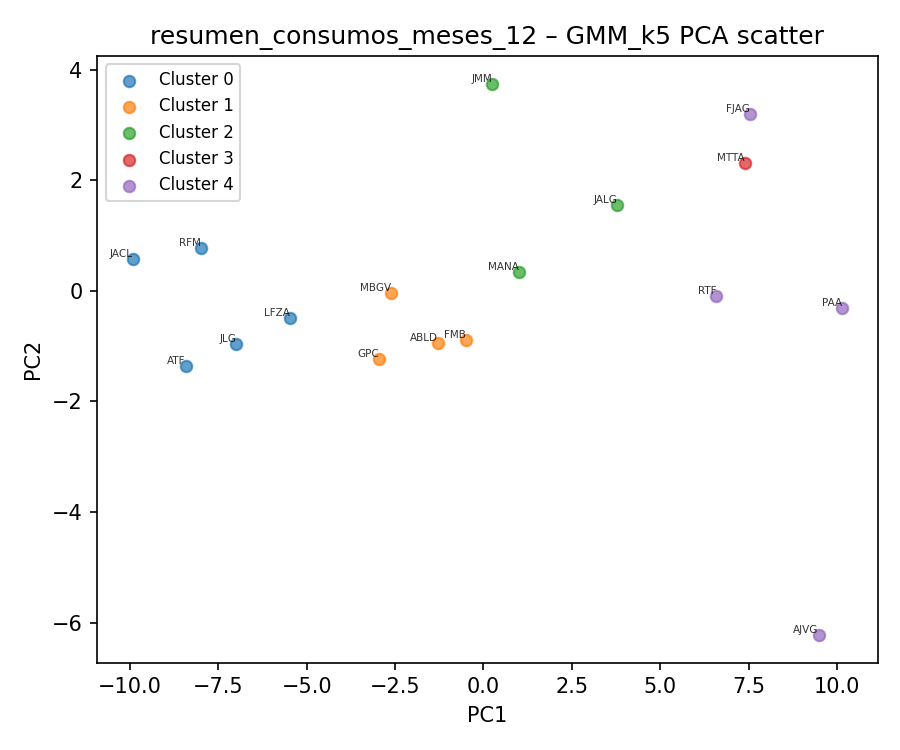 resumen_consumos_meses_12 – GMM_k5 PCA scatter
Cluster 0
Cluster 1
Cluster 2
Cluster 3
Cluster 4
JMM
FJAG
MTTA
JALG
RFM
JACL
MANA
MBGV
RTF
PAA
LFZA
JLG
ABLD
FMB
GPC
ATF
AJVG
4
2
0
−2
−4
−6
PC2
−10.0
−7.5
−5.0
−2.5
0.0
2.5
5.0
7.5
10.0
PC1